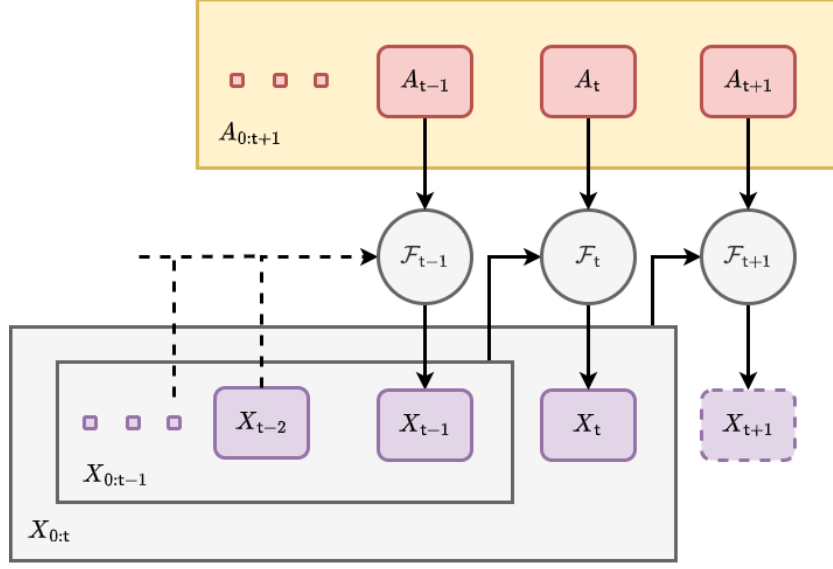 A_{t−1} A_t A_{t+1}
A_{0:t+1}
𝓕_{t−1} 𝓕_t 𝓕_{t+1}
X_{t−2} X_{t−1} X_t X_{t+1}
X_{0:t−1}
X_{0:t}